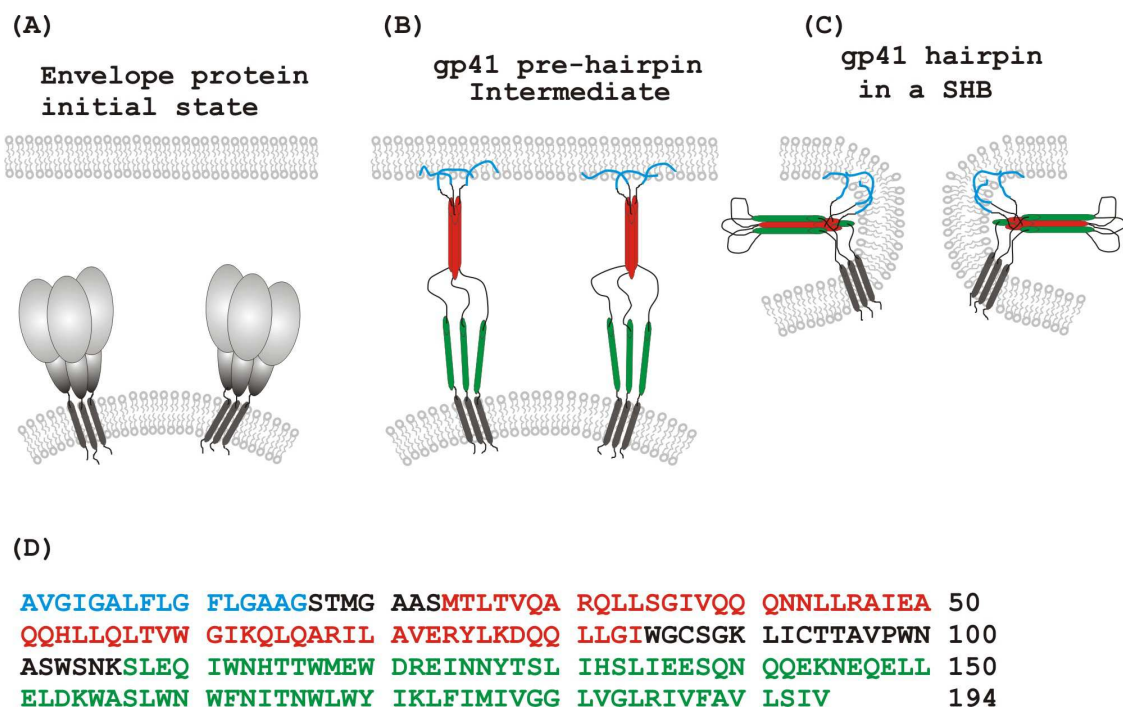 (A)
Envelope protein
initial state
(B)
gp41 pre-hairpin
Intermediate
(C)
gp41 hairpin
in a SHB
(D)
AVGIGALFLG FLGAAGSTMG AASMTLTVQA RQLLSGIVQQ QNNLLRAIEA 50
QQHLLQLTVW GIKQLQARIL AVERYLKDQQ LLGIWGCSGK LICTTAVPWN 100
ASWSNKSLEQ IWNHTTWMEW DREINNYTSL IHSLIEESQN QQEKNEQELL 150
ELDKWASLWN WFNITNWLWY IKLFIMIVGG LVGLRIVFAV LSIV 194